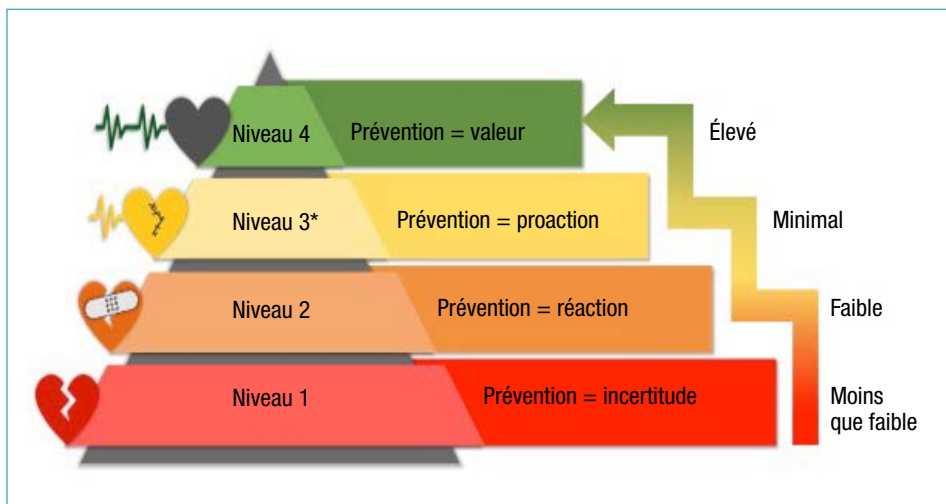 Niveau 4 Prévention = valeur Élevé
Niveau 3* Prévention = proaction Minimal
Niveau 2 Prévention = réaction Faible
Niveau 1 Prévention = incertitude Moins
que faible